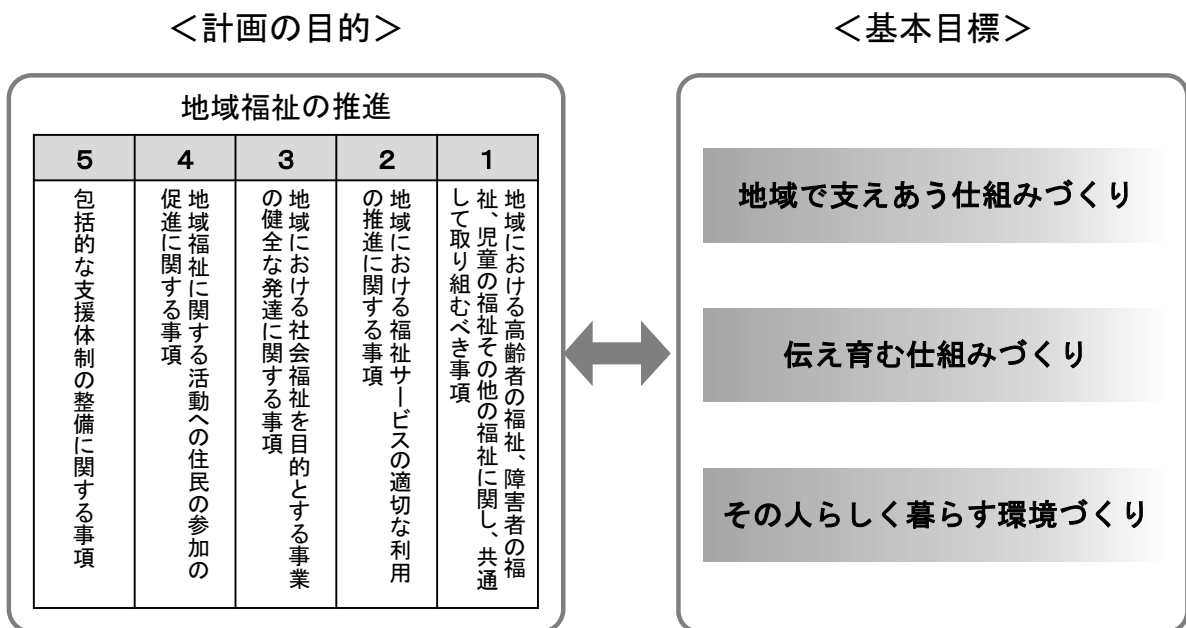 ＜計画の目的＞
地域福祉の推進
1
地域における高齢者の福祉、障害者の福
祉、児童の福祉その他の福祉に関し、共通
して取り組むべき事項
2
地域における福祉サービスの適切な利用
の推進に関する事項
3
地域における社会福祉を目的とする事業
の健全な発達に関する事項
4
地域福祉に関する活動への住民の参加の
促進に関する事項
5
包括的な支援体制の整備に関する事項
＜基本目標＞
地域で支えあう仕組みづくり
伝え育む仕組みづくり
その人らしく暮らす環境づくり